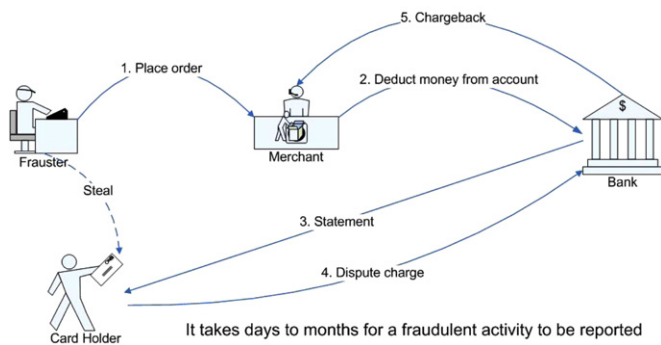 5. Chargeback
1. Place order
2. Deduct money from account
$
Frauster
Merchant
Bank
Steal
3. Statement
4. Dispute charge
Card Holder
It takes days to months for a fraudulent activity to be reported